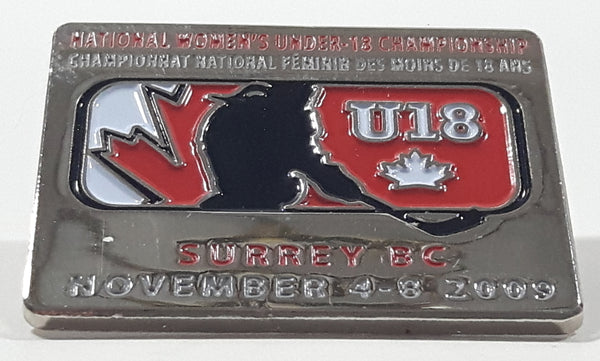 NATIONAL WOMEN'S UNDER-18 CHAMPIONSHIP
CHAMPIONNAT NATIONAL FÉMININ DES MOINS DE 18 ANS
U18
SURREY BC
NOVEMBER 4-8 2009